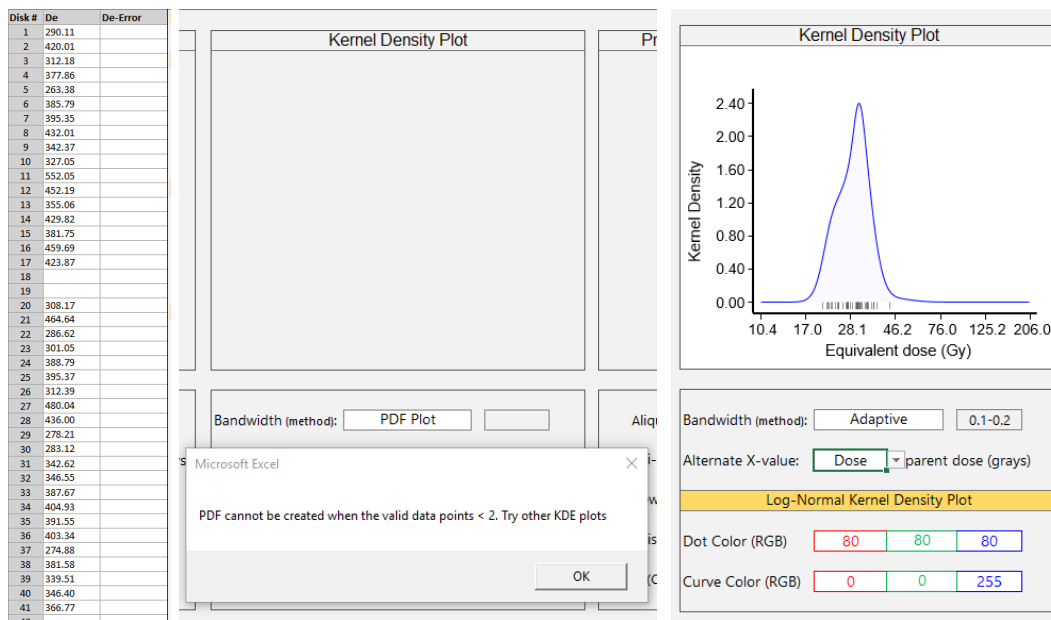 Disk # De De-Error
1 290.11
2 420.01
3 312.18
4 377.86
5 263.38
6 385.79
7 395.35
8 432.01
9 342.37
10 327.05
11 552.05
12 452.19
13 355.06
14 429.82
15 381.75
16 459.69
17 423.87
18
19
20 308.17
21 464.64
22 286.62
23 301.05
24 388.79
25 395.37
26 312.39
27 480.04
28 436.00
29 278.21
30 283.12
31 342.62
32 346.55
33 387.67
34 404.93
35 391.55
36 403.34
37 274.88
38 381.58
39 339.51
40 346.40
41 366.77
Kernel Density Plot
Pr
Bandwidth (method): PDF Plot
Aliqu
Microsoft Excel
PDF cannot be created when the valid data points < 2. Try other KDE plots
OK
Kernel Density Plot
Kernel Density
2.40
2.00
1.60
1.20
0.80
0.40
0.00
10.4 17.0 28.1 46.2 76.0 125.2 206.0
Equivalent dose (Gy)
Bandwidth (method): Adaptive 0.1-0.2
Alternate X-value: Dose parent dose (grays)
Log-Normal Kernel Density Plot
Dot Color (RGB) 80 80 80
Curve Color (RGB) 0 0 255